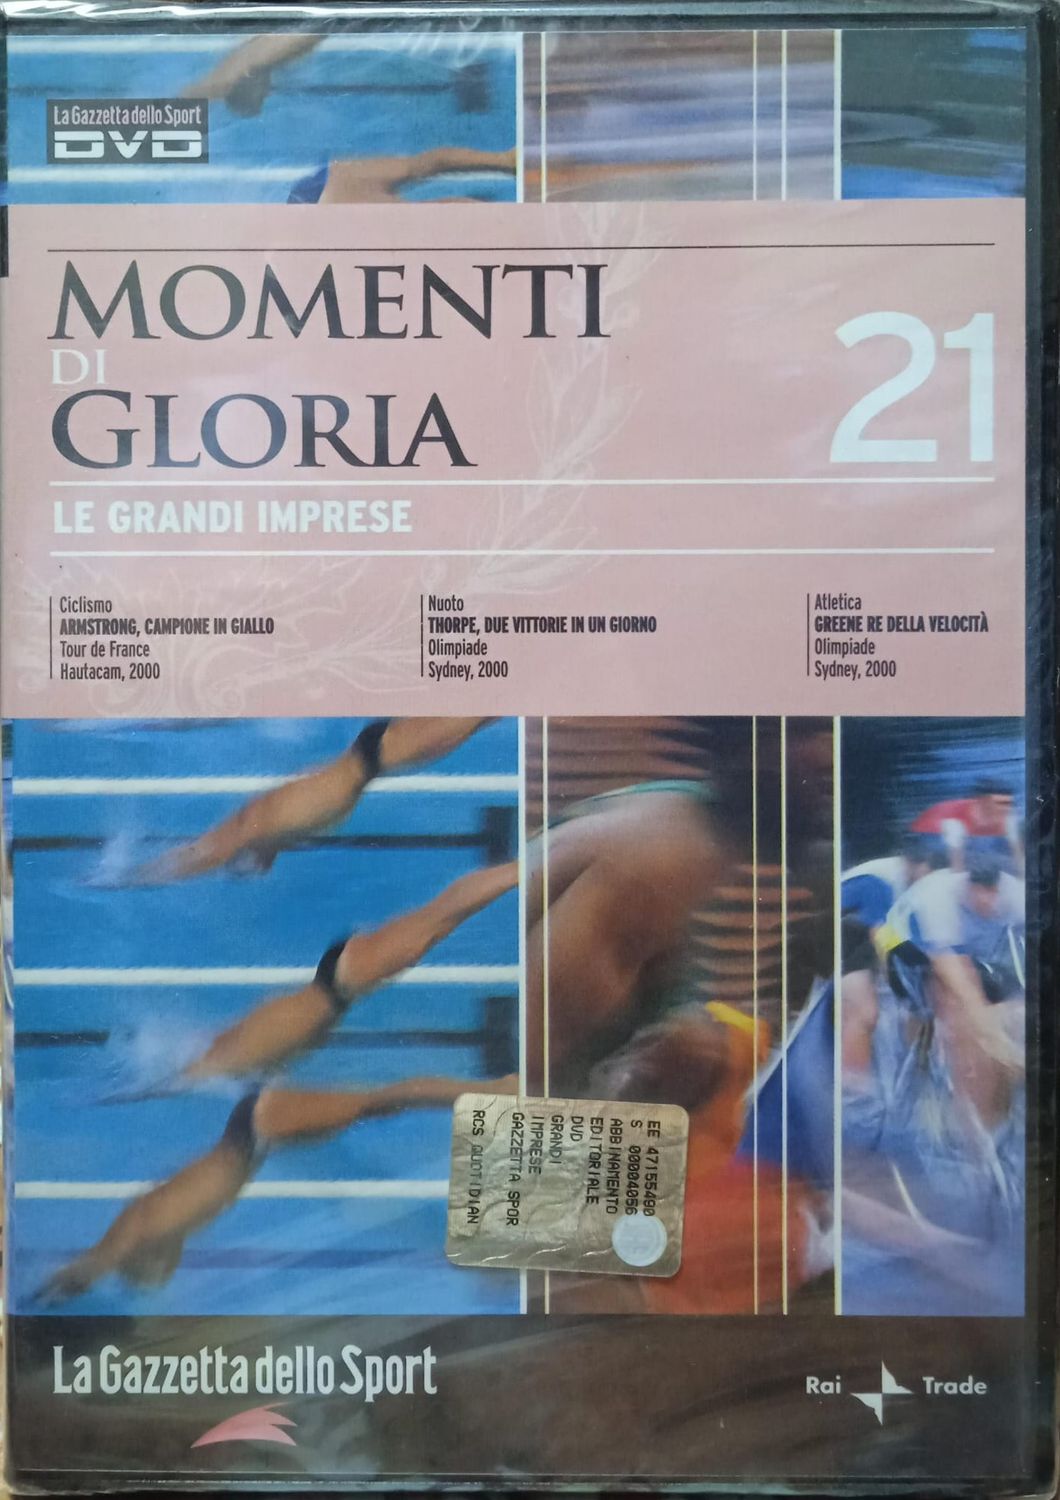 La Gazzetta dello Sport
DVD
MOMENTI
DI
GLORIA
21
LE GRANDI IMPRESE
Ciclismo
ARMSTRONG, CAMPIONE IN GIALLO
Tour de France
Hautacam, 2000
Nuoto
THORPE, DUE VITTORIE IN UN GIORNO
Olimpiade
Sydney, 2000
Atletica
GREENE RE DELLA VELOCITÀ
Olimpiade
Sydney, 2000
EE 47155490
S 00004056
ABBINAMENTO
EDITORIALE
DVD
GRANDI
IMPRESE
GAZZETTA SPOR
RCS QUOTIDIAN
La Gazzetta dello Sport
Rai Trade